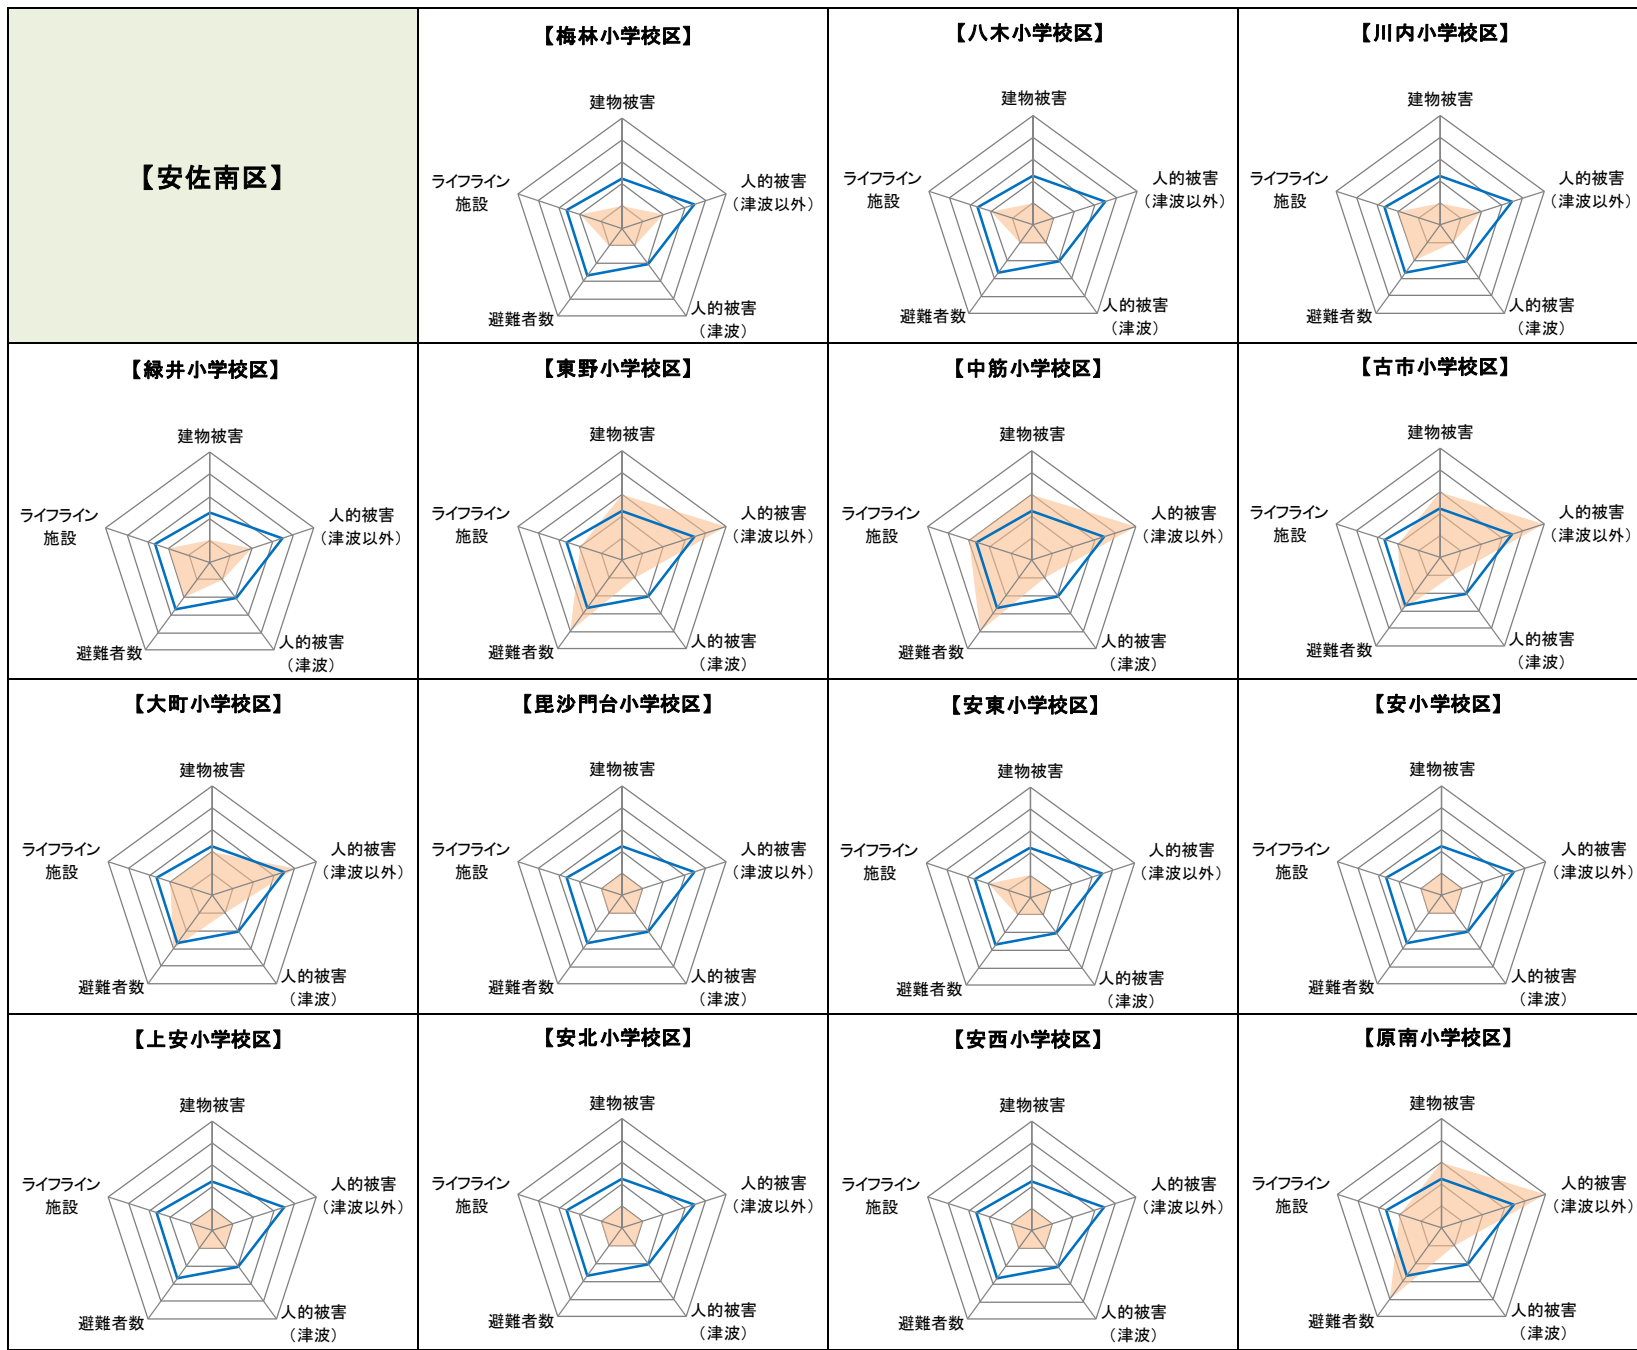 【安佐南区】
【梅林小学校区】
建物被害
人的被害
（津波以外）
人的被害
（津波）
避難者数
ライフライン
施設
【八木小学校区】
建物被害
人的被害
（津波以外）
人的被害
（津波）
避難者数
ライフライン
施設
【川内小学校区】
建物被害
人的被害
（津波以外）
人的被害
（津波）
避難者数
ライフライン
施設
【緑井小学校区】
建物被害
人的被害
（津波以外）
人的被害
（津波）
避難者数
ライフライン
施設
【東野小学校区】
建物被害
人的被害
（津波以外）
人的被害
（津波）
避難者数
ライフライン
施設
【中筋小学校区】
建物被害
人的被害
（津波以外）
人的被害
（津波）
避難者数
ライフライン
施設
【古市小学校区】
建物被害
人的被害
（津波以外）
人的被害
（津波）
避難者数
ライフライン
施設
【大町小学校区】
建物被害
人的被害
（津波以外）
人的被害
（津波）
避難者数
ライフライン
施設
【毘沙門台小学校区】
建物被害
人的被害
（津波以外）
人的被害
（津波）
避難者数
ライフライン
施設
【安東小学校区】
建物被害
人的被害
（津波以外）
人的被害
（津波）
避難者数
ライフライン
施設
【安小学校区】
建物被害
人的被害
（津波以外）
人的被害
（津波）
避難者数
ライフライン
施設
【上安小学校区】
建物被害
人的被害
（津波以外）
人的被害
（津波）
避難者数
ライフライン
施設
【安北小学校区】
建物被害
人的被害
（津波以外）
人的被害
（津波）
避難者数
ライフライン
施設
【安西小学校区】
建物被害
人的被害
（津波以外）
人的被害
（津波）
避難者数
ライフライン
施設
【原南小学校区】
建物被害
人的被害
（津波以外）
人的被害
（津波）
避難者数
ライフライン
施設